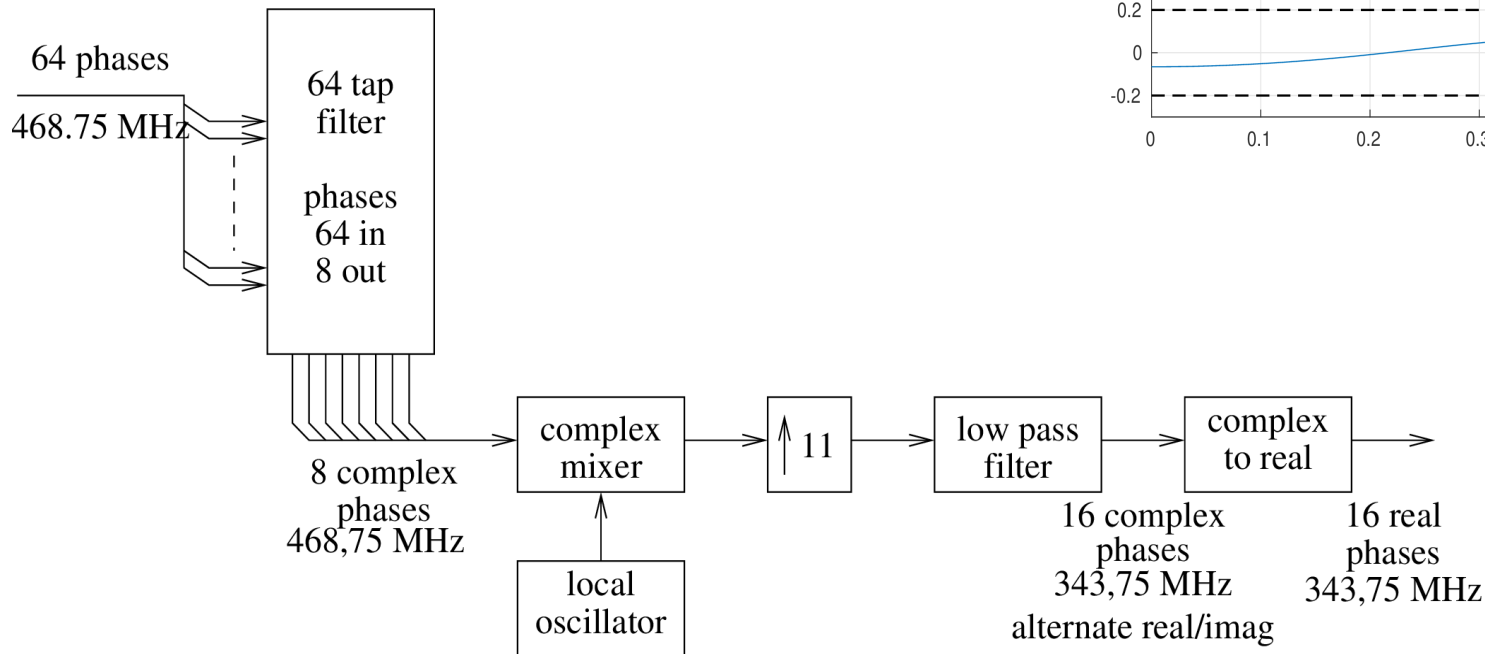 64 phases
468.75 MHz
64 tap
filter
phases
64 in
8 out
0.2
0
-0.2
0 0.1 0.2 0.3
8 complex
phases
468,75 MHz
complex
mixer
local
oscillator
11
low pass
filter
16 complex
phases
343,75 MHz
alternate real/imag
complex
to real
16 real
phases
343,75 MHz